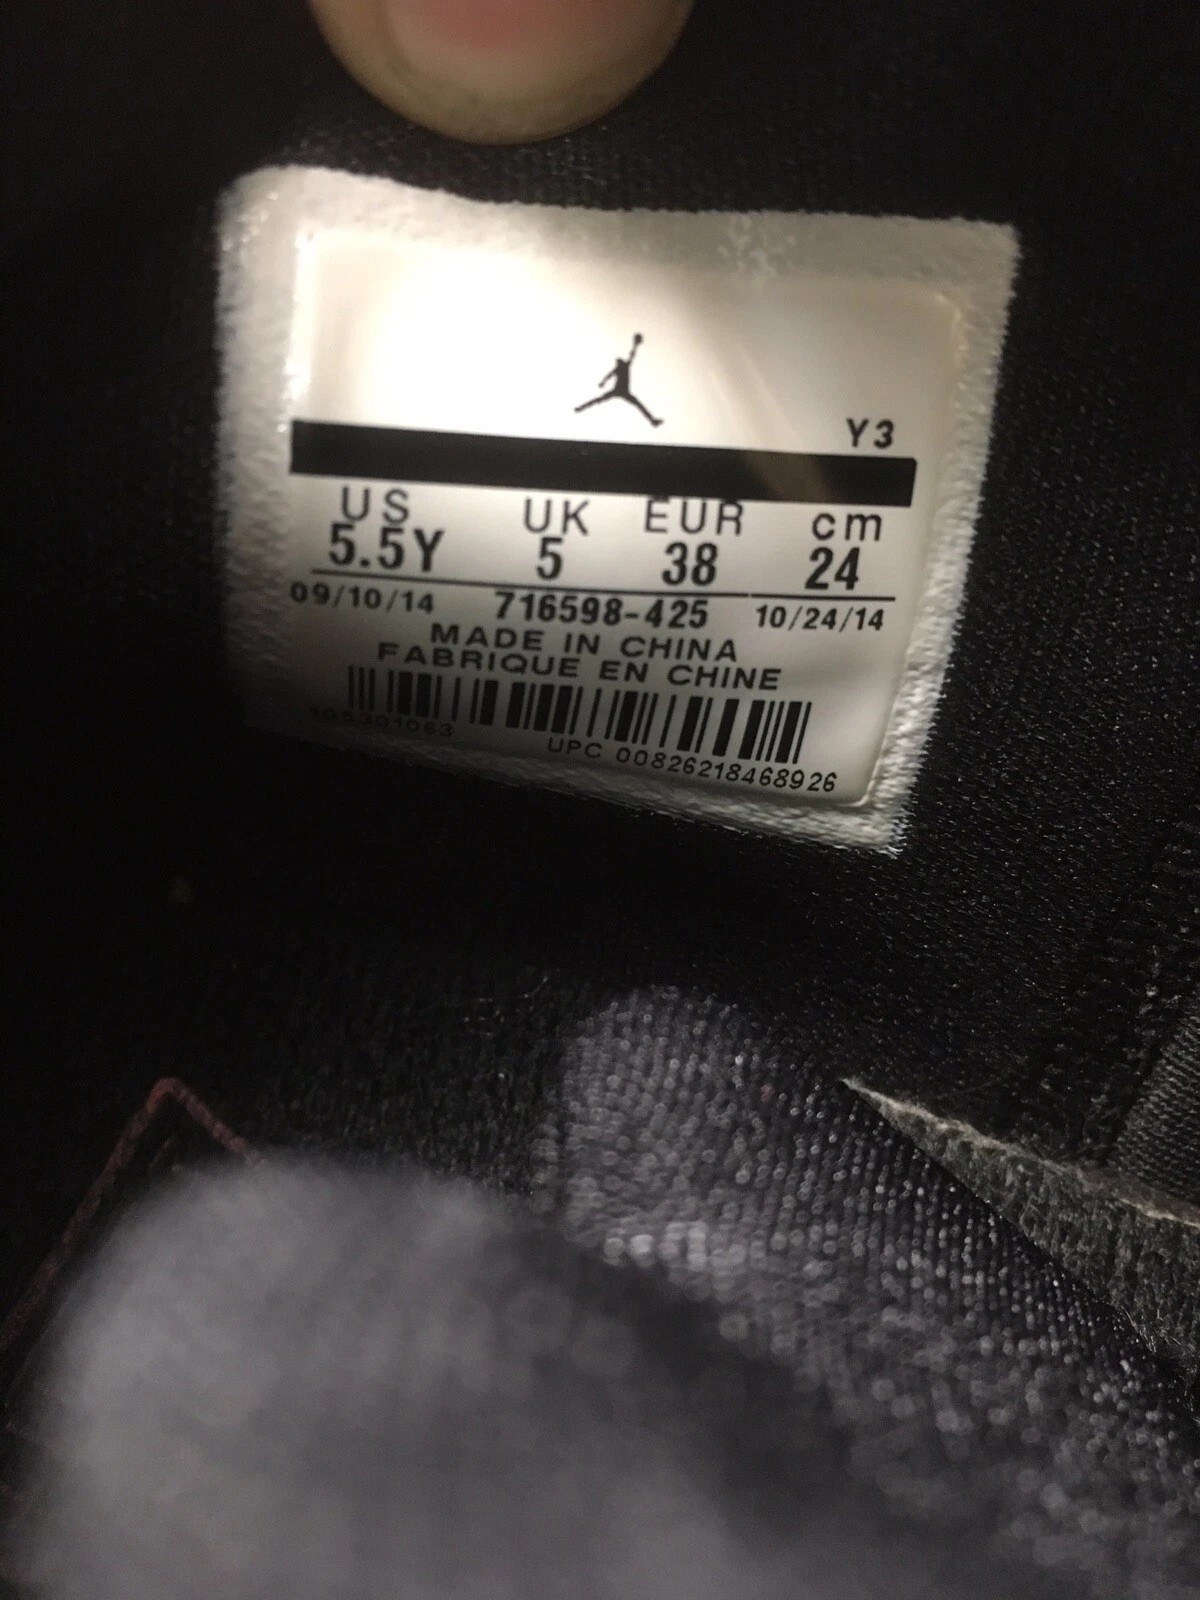 Y3
US UK EUR cm
5.5Y 5 38 24
09/10/14 716598-425 10/24/14
MADE IN CHINA
FABRIQUE EN CHINE
UPC 00826218468926